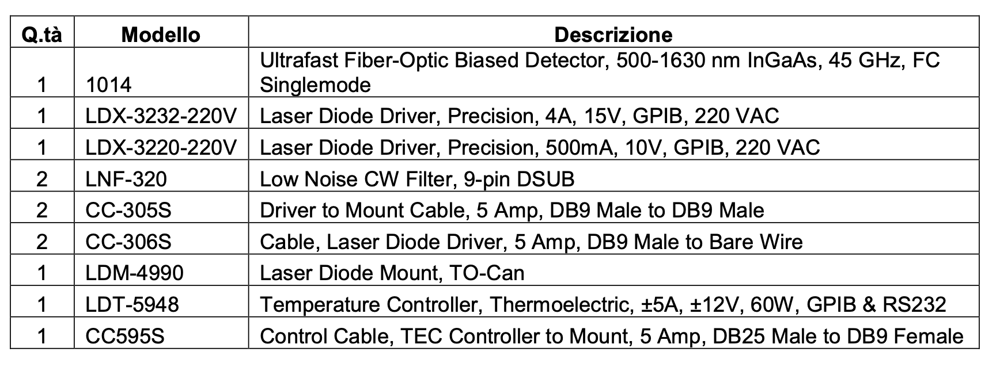 Q.tà Modello Descrizione
Ultrafast Fiber-Optic Biased Detector, 500-1630 nm InGaAs, 45 GHz, FC
1 1014 Singlemode
1 LDX-3232-220V Laser Diode Driver, Precision, 4A, 15V, GPIB, 220 VAC
1 LDX-3220-220V Laser Diode Driver, Precision, 500mA, 10V, GPIB, 220 VAC
2 LNF-320 Low Noise CW Filter, 9-pin DSUB
2 CC-305S Driver to Mount Cable, 5 Amp, DB9 Male to DB9 Male
2 CC-306S Cable, Laser Diode Driver, 5 Amp, DB9 Male to Bare Wire
1 LDM-4990 Laser Diode Mount, TO-Can
1 LDT-5948 Temperature Controller, Thermoelectric, ±5A, ±12V, 60W, GPIB & RS232
1 CC595S Control Cable, TEC Controller to Mount, 5 Amp, DB25 Male to DB9 Female